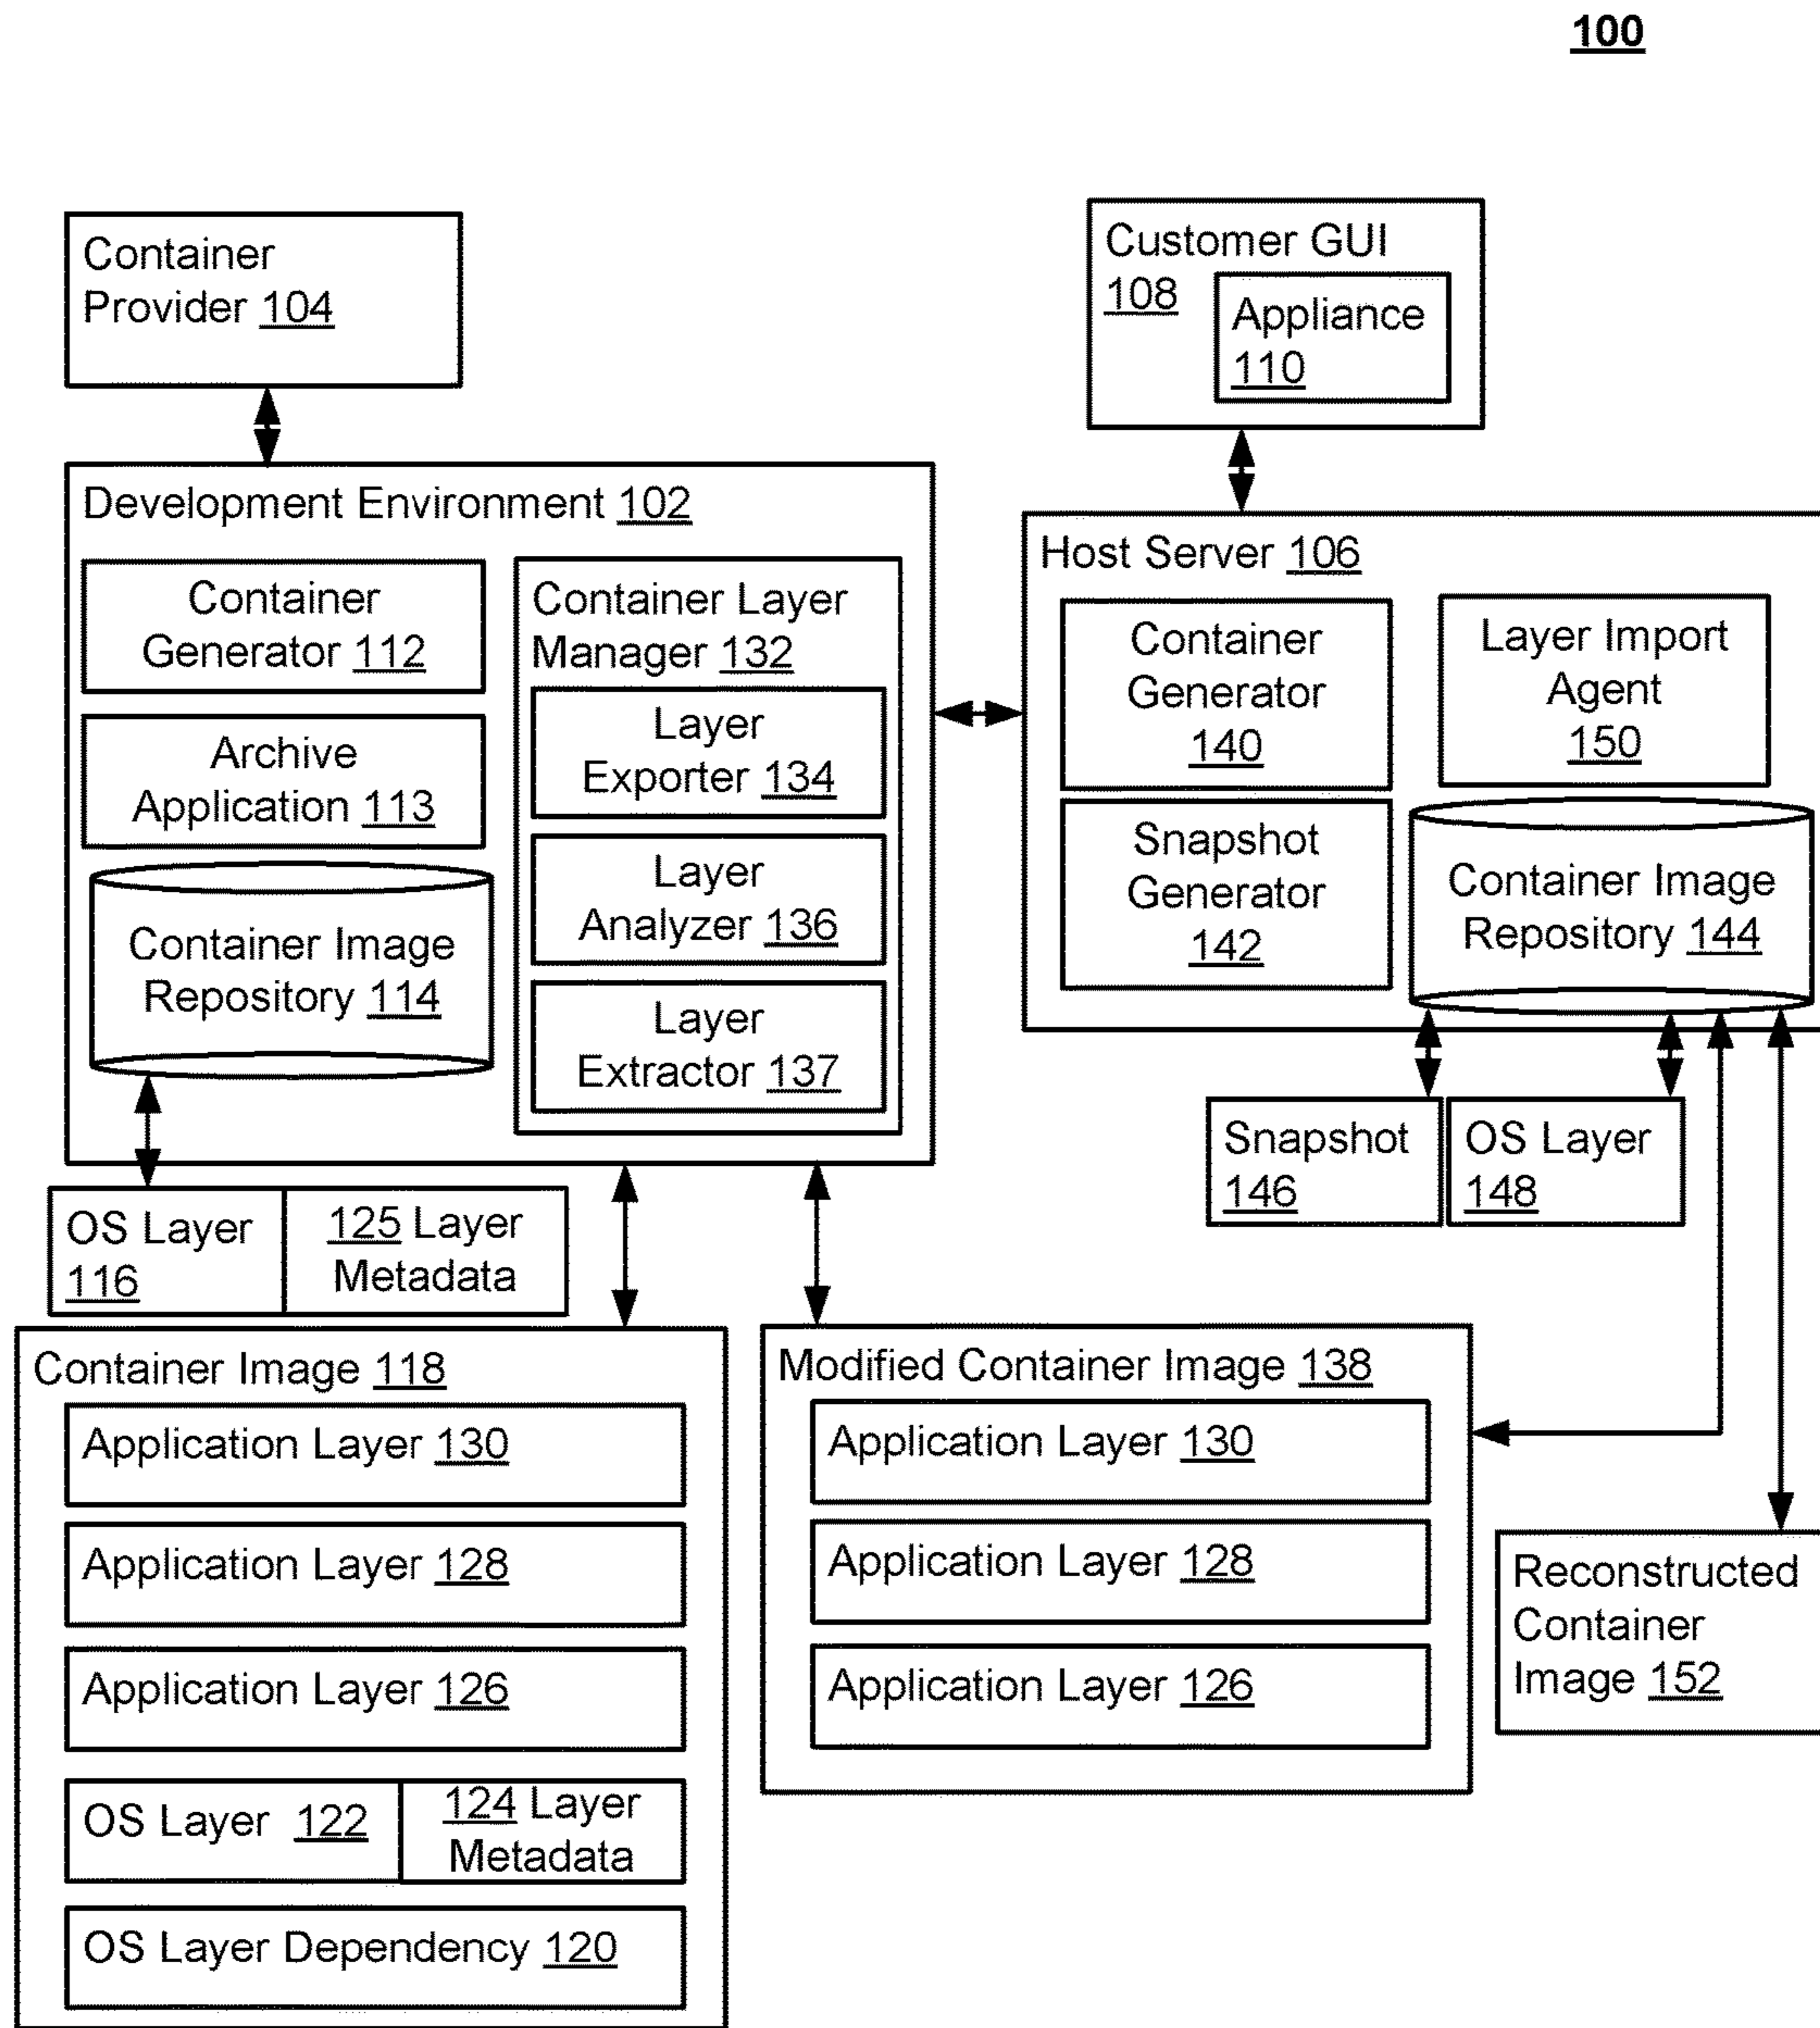 100
Container
Provider 104
Customer GUI
108
Appliance
110
Development Environment 102
Container
Generator 112
Archive
Application 113
Container Image
Repository 114
Container Layer
Manager 132
Layer
Exporter 134
Layer
Analyzer 136
Layer
Extractor 137
Host Server 106
Container
Generator
140
Layer Import
Agent
150
Snapshot
Generator
142
Container Image
Repository 144
Snapshot
146
OS Layer
148
OS Layer
116
125 Layer
Metadata
Container Image 118
Application Layer 130
Application Layer 128
Application Layer 126
OS Layer 122
124 Layer
Metadata
OS Layer Dependency 120
Modified Container Image 138
Application Layer 130
Application Layer 128
Application Layer 126
Reconstructed
Container
Image 152